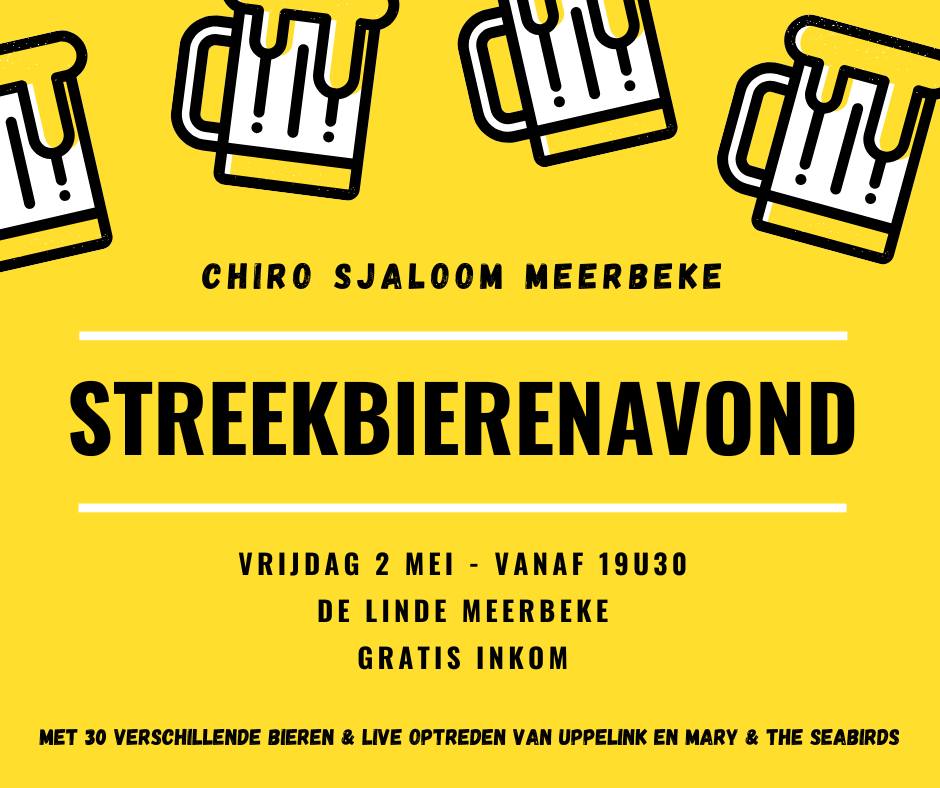 CHIRO SJALOOM MEERBEKE
STREEKBIERENAVOND
VRIJDAG 2 MEI - VANAF 19U30
DE LINDE MEERBEKE
GRATIS INKOM
MET 30 VERSCHILLENDE BIEREN & LIVE OPTREDEN VAN UPPELINK EN MARY & THE SEABIRDS